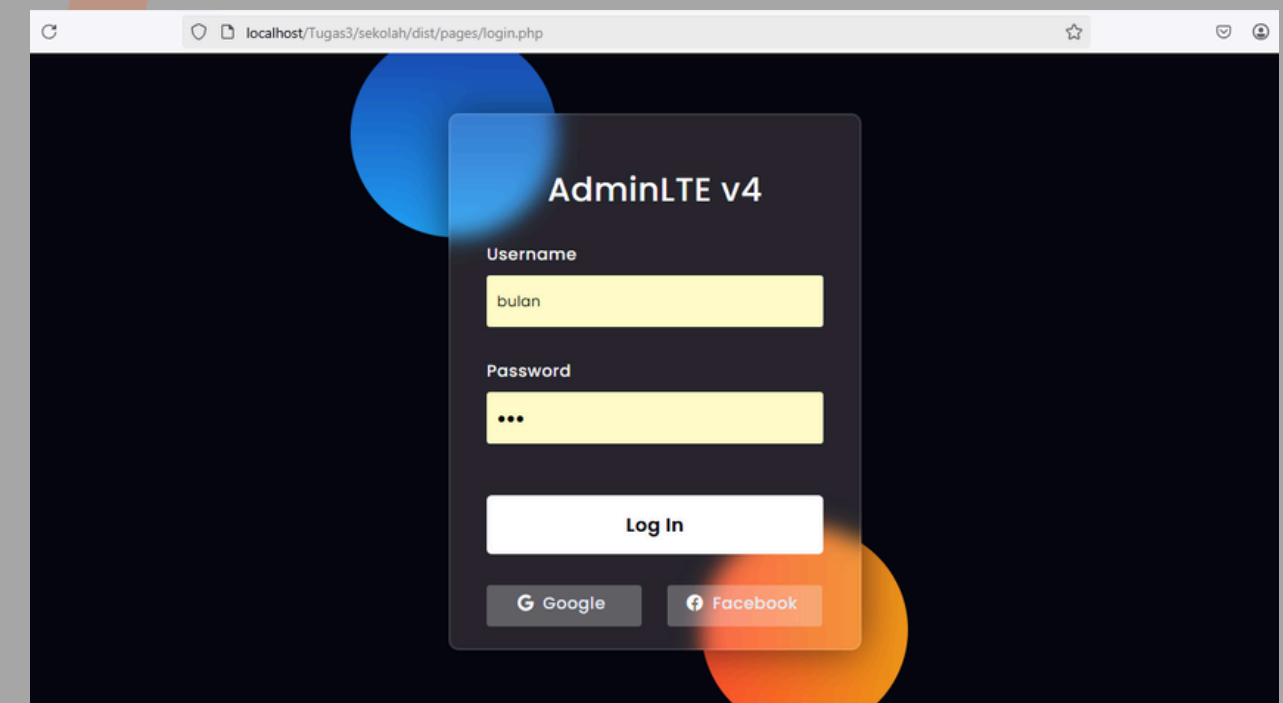 localhost/Tugas3/sekolah/dist/pages/login.php
AdminLTE v4
Username
bulan
Password
•••
Log In
Google Facebook